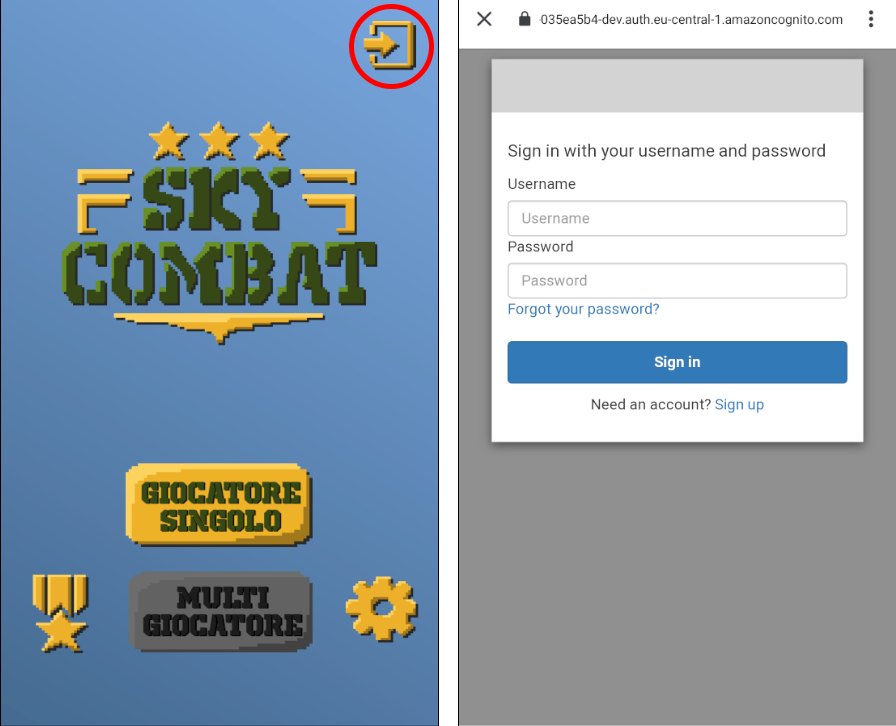 SKY
COMBAT
GIOCATORE
SINGOLO
MULTI
GIOCATORE
035ea5b4-dev.auth.eu-central-1.amazoncognito.com
Sign in with your username and password
Username
Username
Password
Password
Forgot your password?
Sign in
Need an account? Sign up